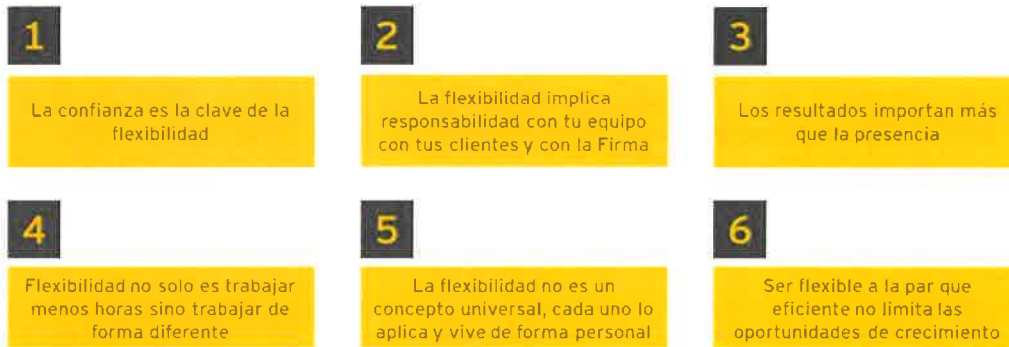 1
La confianza es la clave de la
flexibilidad
2
La flexibilidad implica
responsabilidad con tu equipo
con tus clientes y con la Firma
3
Los resultados importan más
que la presencia
4
Flexibilidad no solo es trabajar
menos horas sino trabajar de
forma diferente
5
La flexibilidad no es un
concepto universal, cada uno lo
aplica y vive de forma personal
6
Ser flexible a la par que
eficiente no limita las
oportunidades de crecimiento